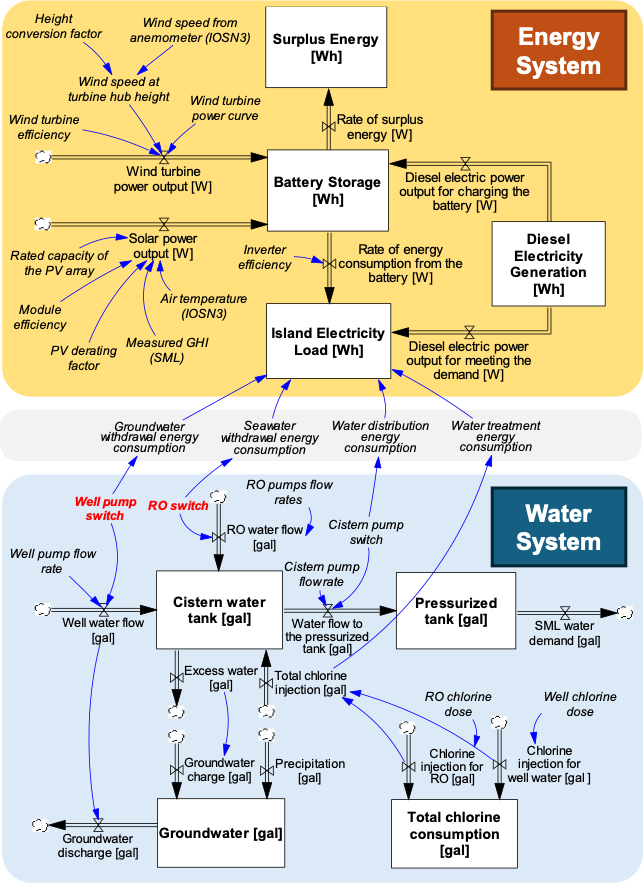 Height
conversion factor
Wind speed from
anemometer (IOSN3)
Surplus Energy
[Wh]
Energy
System
Wind speed at
turbine hub height
Wind turbine
efficiency
Wind turbine
power curve
Rate of surplus
energy [W]
Wind turbine
power output [W]
Battery Storage
[Wh]
Diesel electric power
output for charging the
battery [W]
Solar power
output [W]
Rated capacity of
the PV array
Inverter
efficiency
Rate of energy
consumption from the
battery [W]
Diesel
Electricity
Generation
[Wh]
Module
efficiency
Air temperature
(IOSN3)
PV derating
factor
Measured GHI
(SML)
Island Electricity
Load [Wh]
Diesel electric power
output for meeting the
demand [W]
Groundwater
withdrawal energy
consumption
Seawater
withdrawal energy
consumption
Water distribution
energy
consumption
Water treatment
energy
consumption
Well pump
switch
RO switch
RO pumps flow
rates
Water
System
RO water flow
[gal]
Cistern pump
switch
Well pump flow
rate
Cistern pump
flow rate
Cistern water
tank [gal]
Pressurized
tank [gal]
Well water flow
[gal]
Water flow to
the pressurized
tank [gal]
SML water
demand [gal]
Excess water
[gal]
Total chlorine
injection [gal]
RO chlorine
dose
Well chlorine
dose
Groundwater
charge [gal]
Precipitation
[gal]
Chlorine
injection for
RO [gal]
Chlorine
injection for
well water [gal ]
Groundwater [gal]
Groundwater
discharge [gal]
Total chlorine
consumption
[gal]